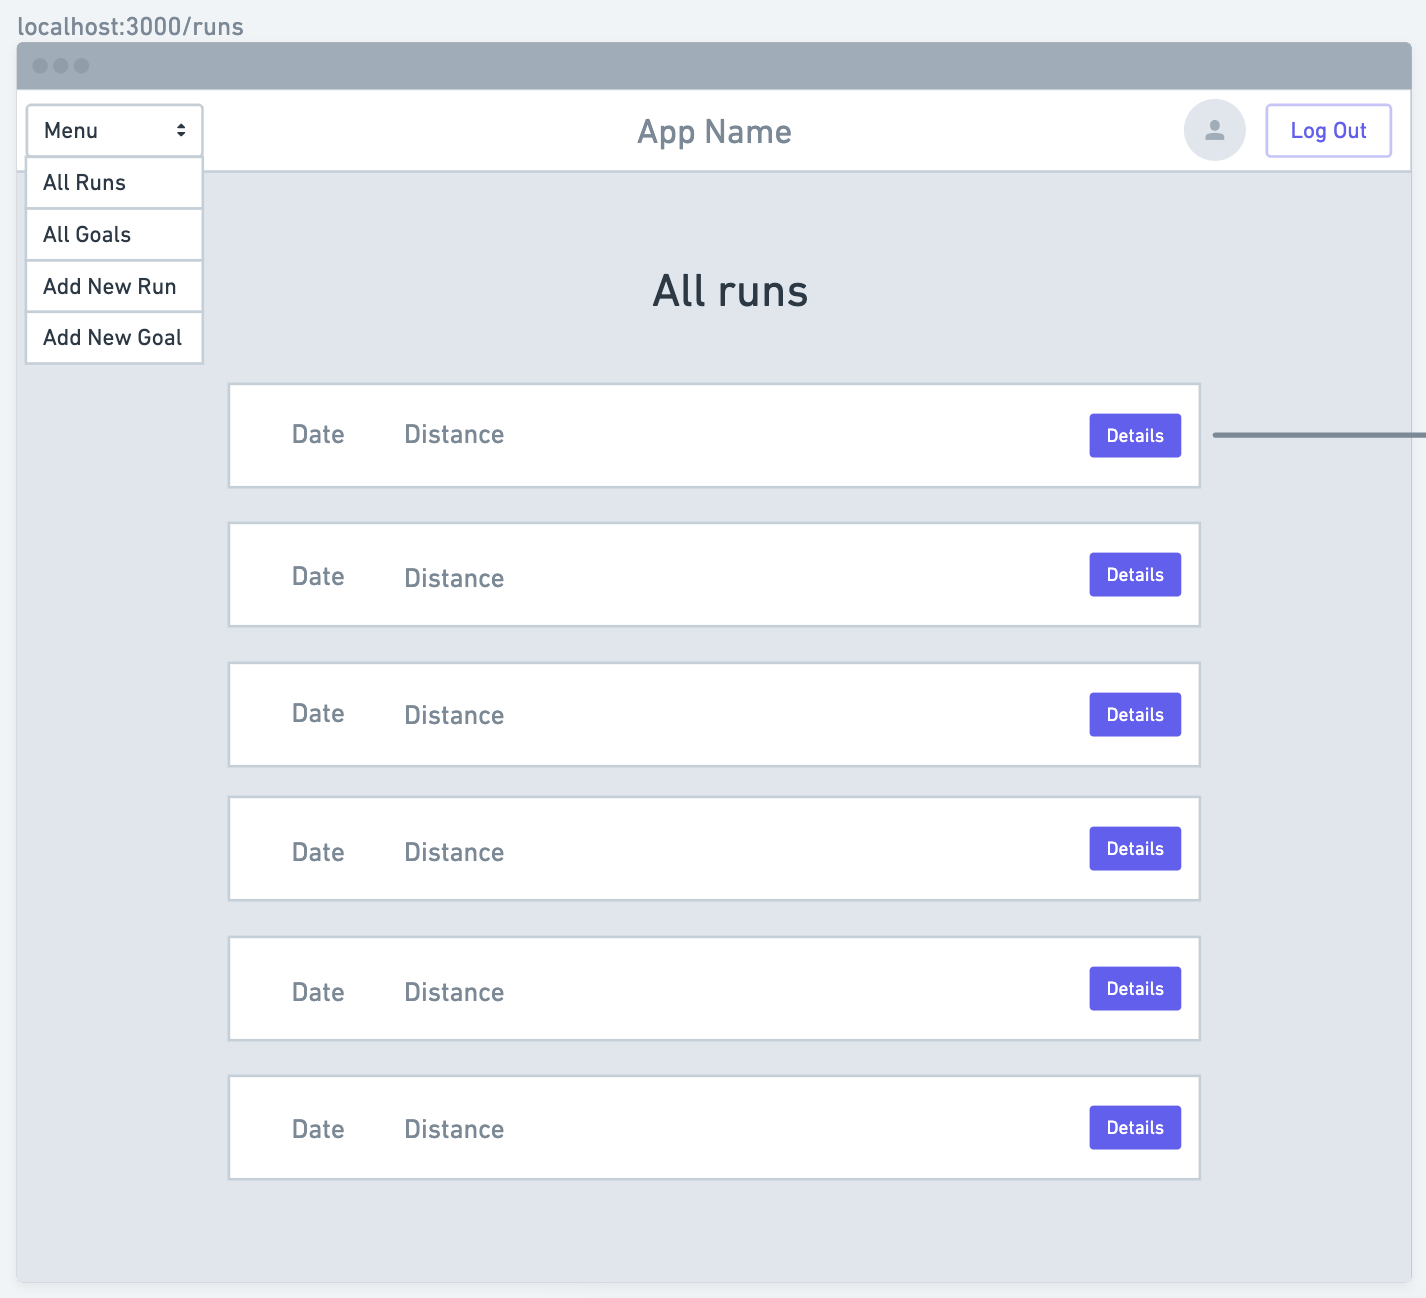 localhost:3000/runs
Menu
App Name
Log Out
All Runs
All Goals
Add New Run
Add New Goal
All runs
Date Distance Details
Date Distance Details
Date Distance Details
Date Distance Details
Date Distance Details
Date Distance Details